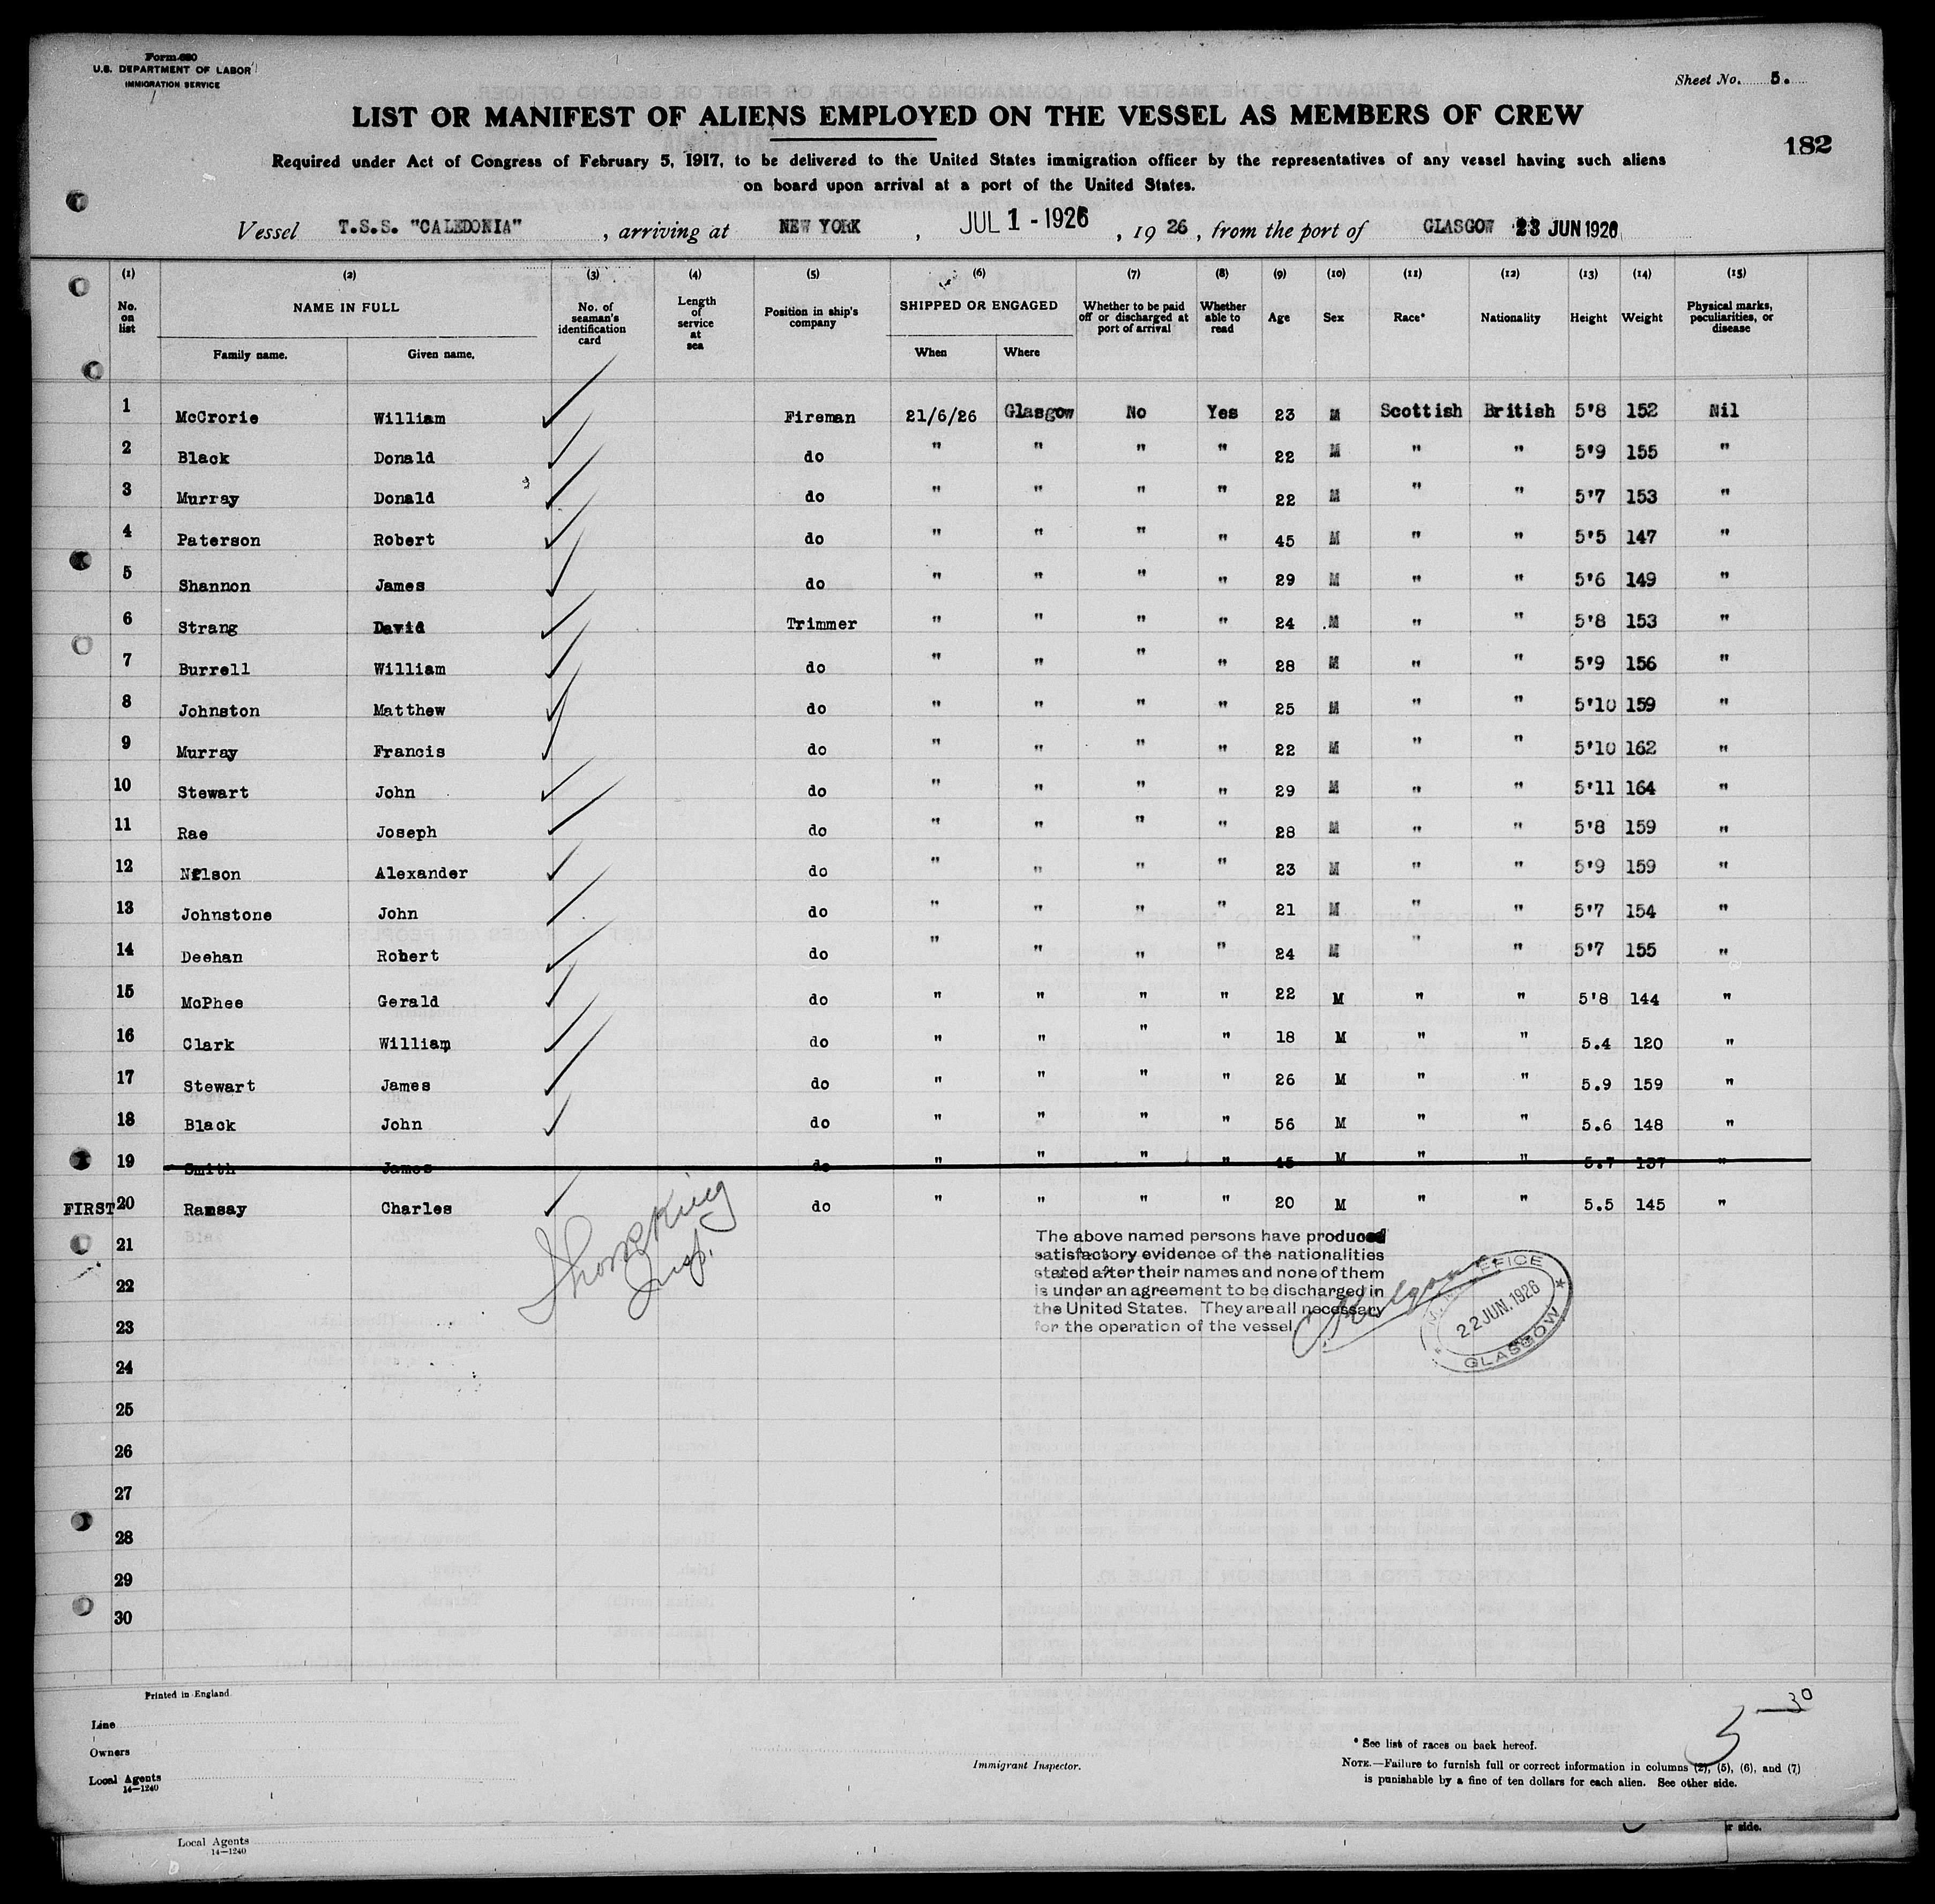 Form 680
U.S. DEPARTMENT OF LABOR
IMMIGRATION SERVICE
Sheet No. 5.
LIST OR MANIFEST OF ALIENS EMPLOYED ON THE VESSEL AS MEMBERS OF CREW
182
Required under Act of Congress of February 5, 1917, to be delivered to the United States immigration officer by the representatives of any vessel having such aliens
on board upon arrival at a port of the United States.
Vessel T.S.S. "CALEDONIA", arriving at NEW YORK, JUL 1 - 1926, 19 26, from the port of GLASGOW 23 JUN 1926
(1) (2) (3) (4) (5) (6) (7) (8) (9) (10) (11) (12) (13) (14) (15)
No. on list NAME IN FULL Family name. Given name. No. of seaman's identification card Length of service at sea Position in ship's company SHIPPED OR ENGAGED When Where Whether to be paid off or discharged at port of arrival Whether able to read Age Sex Race* Nationality Height Weight Physical marks, peculiarities, or disease
1 McCrorie William Fireman 21/6/26 Glasgow No Yes 23 M Scottish British 5'8 152 Nil
2 Black Donald do " " " " 22 M " " 5'9 155 "
3 Murray Donald do " " " " 22 M " " 5'7 153 "
4 Paterson Robert do " " " " 45 M " " 5'5 147 "
5 Shannon James do " " " " 29 M " " 5'6 149 "
6 Strang David Trimmer " " " " 24 M " " 5'8 153 "
7 Burrell William do " " " " 28 M " " 5'9 156 "
8 Johnston Matthew do " " " " 25 M " " 5'10 159 "
9 Murray Francis do " " " " 22 M " " 5'10 162 "
10 Stewart John do " " " " 29 M " " 5'11 164 "
11 Rae Joseph do " " " " 28 M " " 5'8 159 "
12 Nelson Alexander do " " " " 23 M " " 5'9 159 "
13 Johnstone John do " " " " 21 M " " 5'7 154 "
14 Deehan Robert do " " " " 24 M " " 5'7 155 "
15 McPhee Gerald do " " " " 22 M " " 5'8 144 "
16 Clark William do " " " " 18 M " " 5.4 120 "
17 Stewart James do " " " " 26 M " " 5.9 159 "
18 Black John do " " " " 56 M " " 5.6 148 "
19 Smith James do " " " " 45 M " " 5.7 157 "
FIRST 20 Ramsay Charles do " " " " 20 M " " 5.5 145 "
21
22
23
24
25
26
27
28
29
30
Insp.
The above named persons have produced
satisfactory evidence of the nationalities
stated after their names and none of them
is under an agreement to be discharged in
the United States. They are all necessary
for the operation of the vessel.
OFFICE
22 JUN. 1926
GLASGOW
Printed in England
Line
Owners
Local Agents
14—1240
Immigrant Inspector.
5—30
* See list of races on back hereof.
NOTE.—Failure to furnish full or correct information in columns (2), (5), (6), and (7)
is punishable by a fine of ten dollars for each alien. See other side.
Local Agents
14—1240
r side.